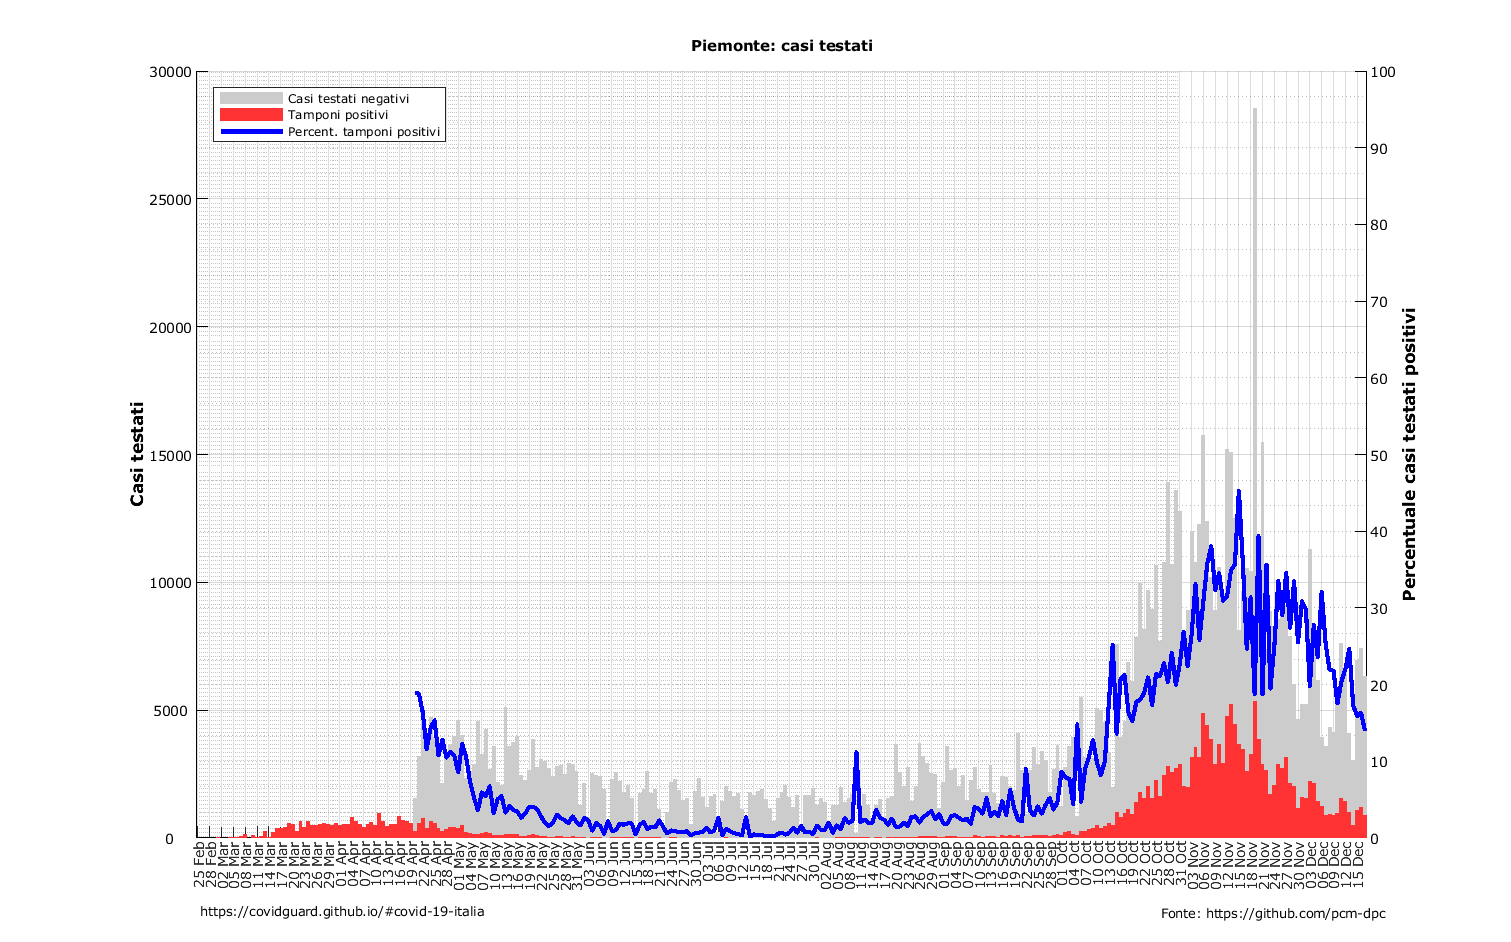 Piemonte: casi testati
30000
100
Casi testati negativi
Tamponi positivi
Percent. tamponi positivi
90
25000
80
70
20000
60
15000
50
Casi testati
Percentuale casi testati positivi
40
10000
30
20
5000
10
0
0
25 Feb
28 Feb
02 Mar
05 Mar
08 Mar
11 Mar
14 Mar
17 Mar
20 Mar
23 Mar
26 Mar
29 Mar
01 Apr
04 Apr
07 Apr
10 Apr
13 Apr
16 Apr
19 Apr
22 Apr
25 Apr
28 Apr
01 May
04 May
07 May
10 May
13 May
16 May
19 May
22 May
25 May
28 May
31 May
03 Jun
06 Jun
09 Jun
12 Jun
15 Jun
18 Jun
21 Jun
24 Jun
27 Jun
30 Jun
03 Jul
06 Jul
09 Jul
12 Jul
15 Jul
18 Jul
21 Jul
24 Jul
27 Jul
30 Jul
02 Aug
05 Aug
08 Aug
11 Aug
14 Aug
17 Aug
20 Aug
23 Aug
26 Aug
29 Aug
01 Sep
04 Sep
07 Sep
10 Sep
13 Sep
16 Sep
19 Sep
22 Sep
25 Sep
28 Sep
01 Oct
04 Oct
07 Oct
10 Oct
13 Oct
16 Oct
19 Oct
22 Oct
25 Oct
28 Oct
31 Oct
03 Nov
06 Nov
09 Nov
12 Nov
15 Nov
18 Nov
21 Nov
24 Nov
27 Nov
30 Nov
03 Dec
06 Dec
09 Dec
12 Dec
15 Dec
https://covidguard.github.io/#covid-19-italia
Fonte: https://github.com/pcm-dpc